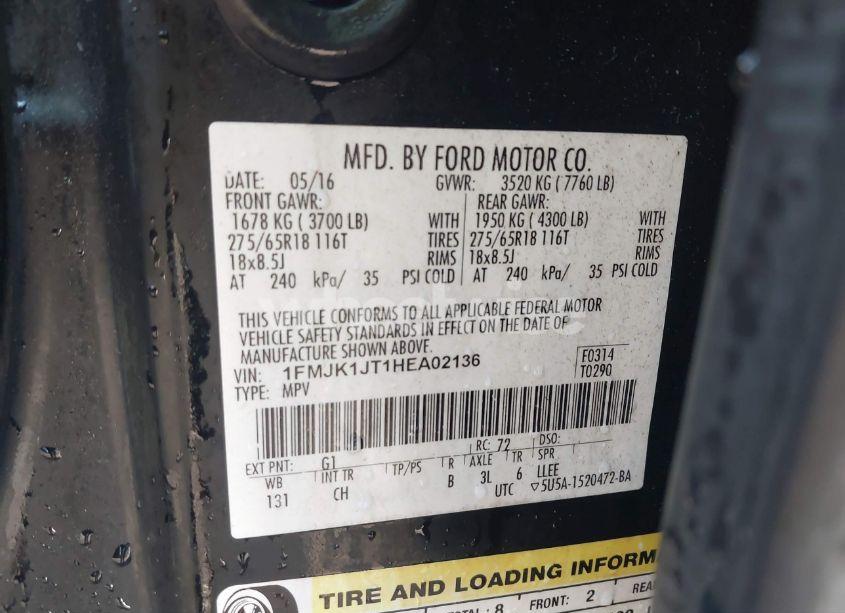 MFD. BY FORD MOTOR CO.
DATE: 05/16 GVWR: 3520 KG ( 7760 LB)
FRONT GAWR: REAR GAWR:
1678 KG ( 3700 LB) WITH 1950 KG ( 4300 LB) WITH
275/65R18 116T TIRES 275/65R18 116T TIRES
18x8.5J RIMS 18x8.5J RIMS
AT 240 kPa/ 35 PSI COLD AT 240 kPa/ 35 PSI COLD
THIS VEHICLE CONFORMS TO ALL APPLICABLE FEDERAL MOTOR
VEHICLE SAFETY STANDARDS IN EFFECT ON THE DATE OF
MANUFACTURE SHOWN ABOVE.
VIN: 1FMJK1JT1HEA02136 F0314
TYPE: MPV T0290
RC: 72 DSO:
EXT PNT: G1
WB INT TR TP/PS R AXLE TR SPR
131 CH B 3L 6 LLEE
UTC ▽5U5A-1520472-BA
TIRE AND LOADING INFORM
TOTAL: 8 FRONT: 2 REA